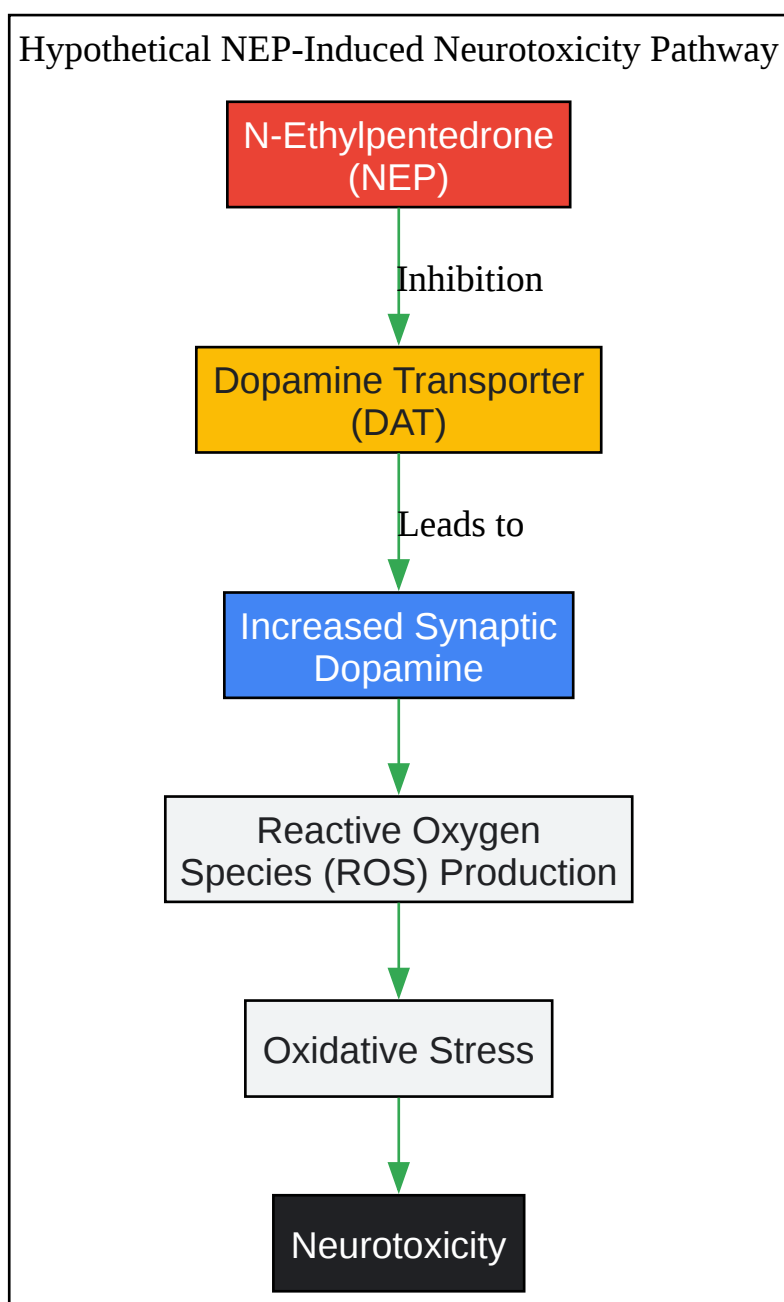 Hypothetical NEP-Induced Neurotoxicity Pathway
N-Ethylpentedrone
(NEP)
Inhibition
Dopamine Transporter
(DAT)
Leads to
Increased Synaptic
Dopamine
Reactive Oxygen
Species (ROS) Production
Oxidative Stress
Neurotoxicity